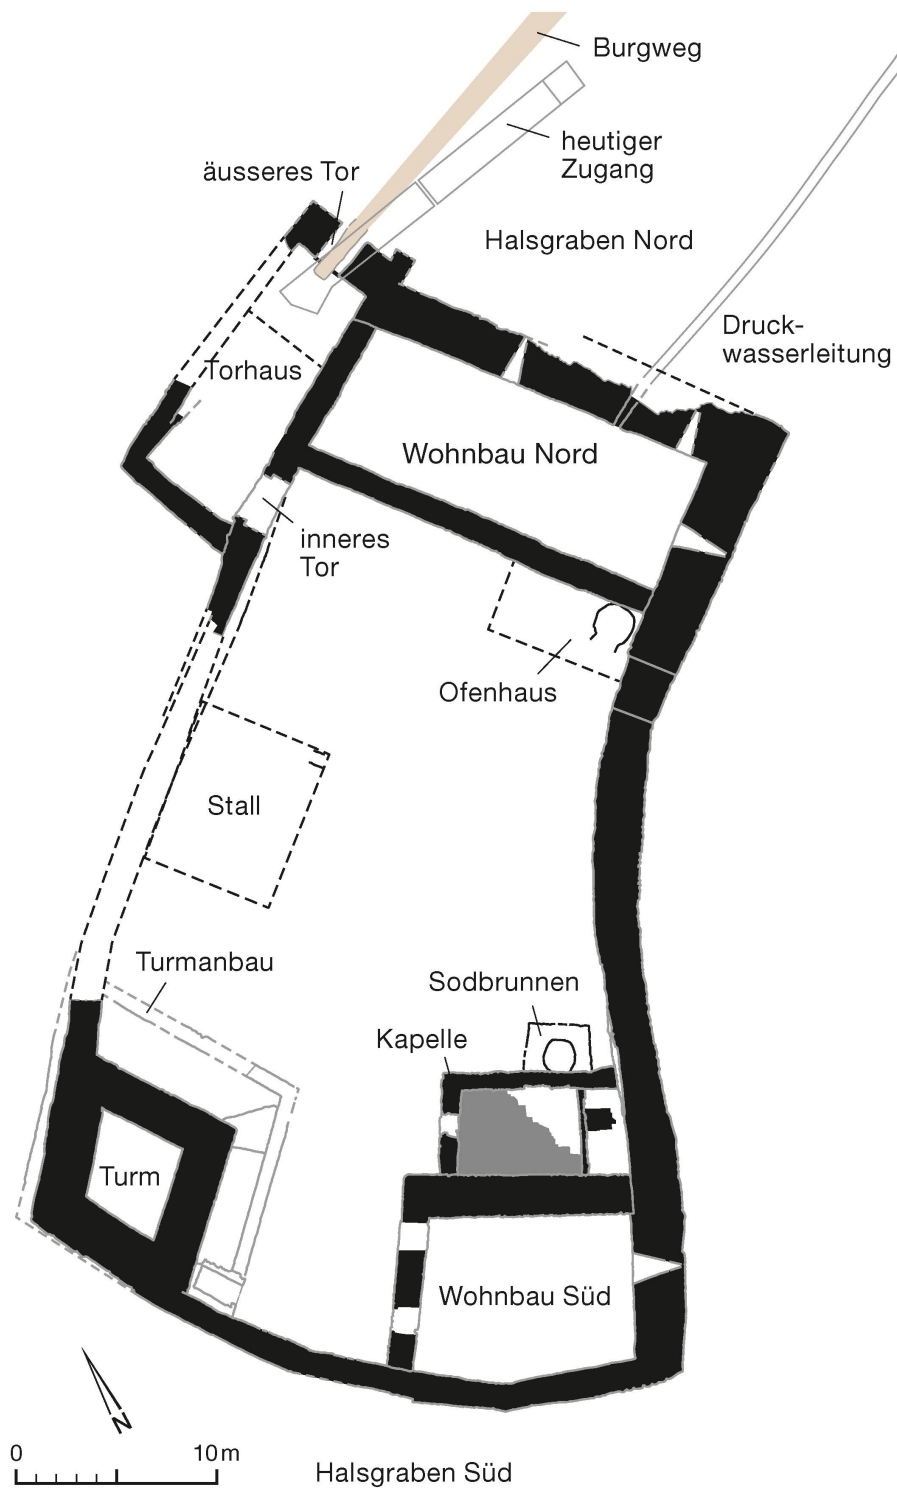 Burgweg
heutiger
Zugang
äusseres Tor
Halsgraben Nord
Druck-
wasserleitung
Torhaus
Wohnbau Nord
inneres
Tor
Ofenhaus
Stall
Turmanbau
Sodbrunnen
Kapelle
Turm
Wohnbau Süd
N
0 10 m
Halsgraben Süd